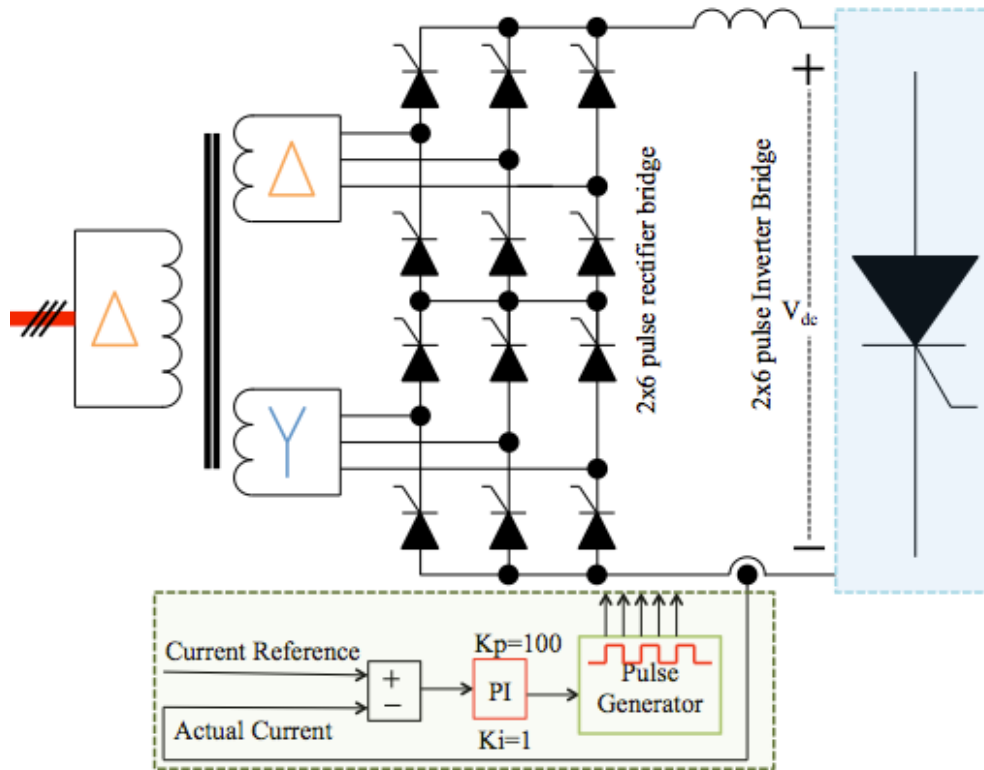 2x6 pulse rectifier bridge
2x6 pulse Inverter Bridge
+
V_dc
−
Current Reference
Actual Current
+
−
Kp=100
PI
Ki=1
Pulse
Generator